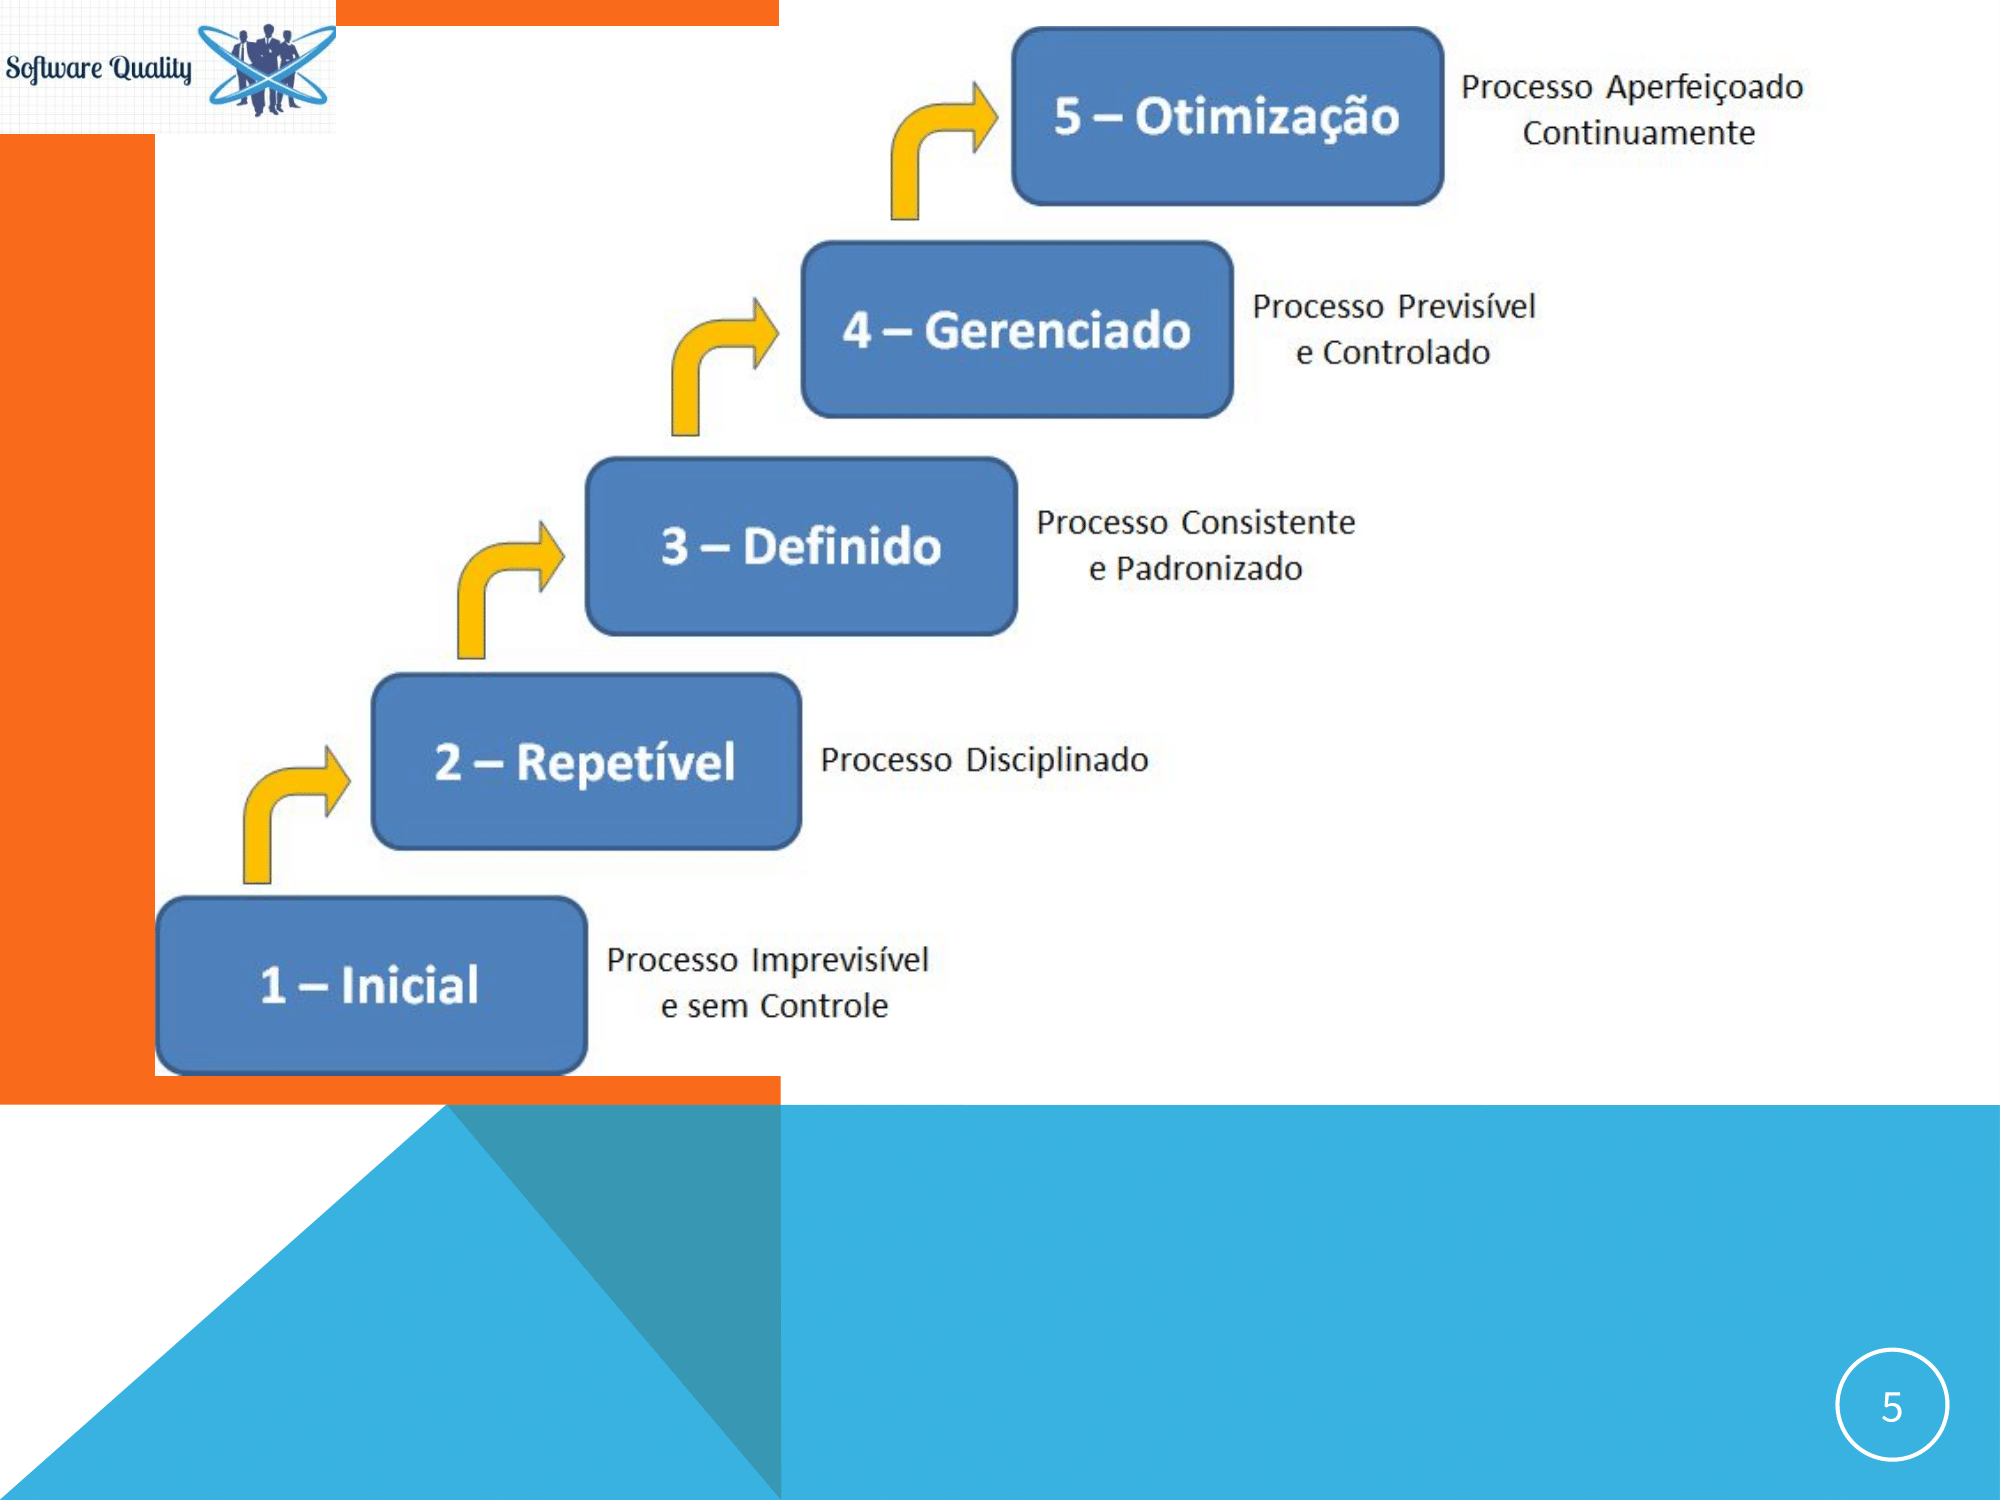 Software Quality
5 – Otimização
Processo Aperfeiçoado
Continuamente
4 – Gerenciado
Processo Previsível
e Controlado
3 – Definido
Processo Consistente
e Padronizado
2 – Repetível
Processo Disciplinado
1 – Inicial
Processo Imprevisível
e sem Controle
5